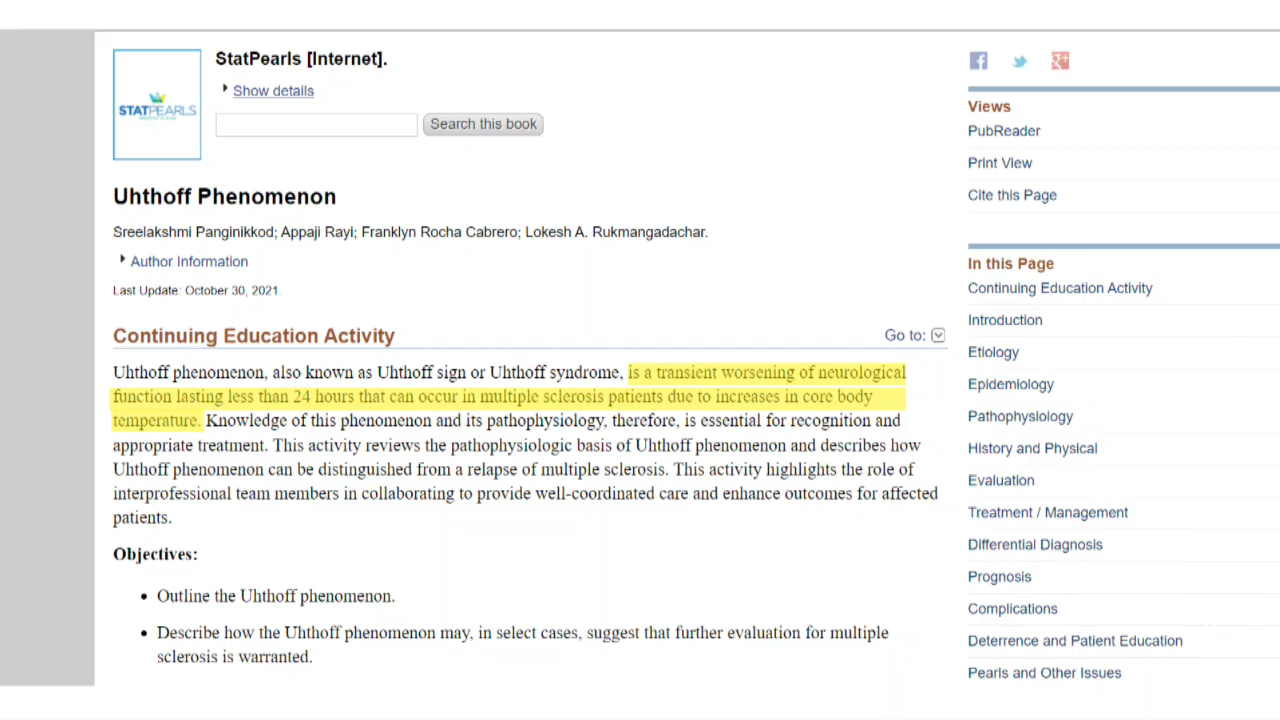 StatPearls [Internet].
Show details
STATPEARLS
Search this book
Uhthoff Phenomenon
Sreelakshmi Panginikkod; Appaji Rayi; Franklyn Rocha Cabrero; Lokesh A. Rukmangadachar.
Author Information
Last Update: October 30, 2021.
Continuing Education Activity
Go to:
Uhthoff phenomenon, also known as Uhthoff sign or Uhthoff syndrome, is a transient worsening of neurological
function lasting less than 24 hours that can occur in multiple sclerosis patients due to increases in core body
temperature. Knowledge of this phenomenon and its pathophysiology, therefore, is essential for recognition and
appropriate treatment. This activity reviews the pathophysiologic basis of Uhthoff phenomenon and describes how
Uhthoff phenomenon can be distinguished from a relapse of multiple sclerosis. This activity highlights the role of
interprofessional team members in collaborating to provide well-coordinated care and enhance outcomes for affected
patients.
Objectives:
• Outline the Uhthoff phenomenon.
• Describe how the Uhthoff phenomenon may, in select cases, suggest that further evaluation for multiple
sclerosis is warranted.
Views
PubReader
Print View
Cite this Page
In this Page
Continuing Education Activity
Introduction
Etiology
Epidemiology
Pathophysiology
History and Physical
Evaluation
Treatment / Management
Differential Diagnosis
Prognosis
Complications
Deterrence and Patient Education
Pearls and Other Issues